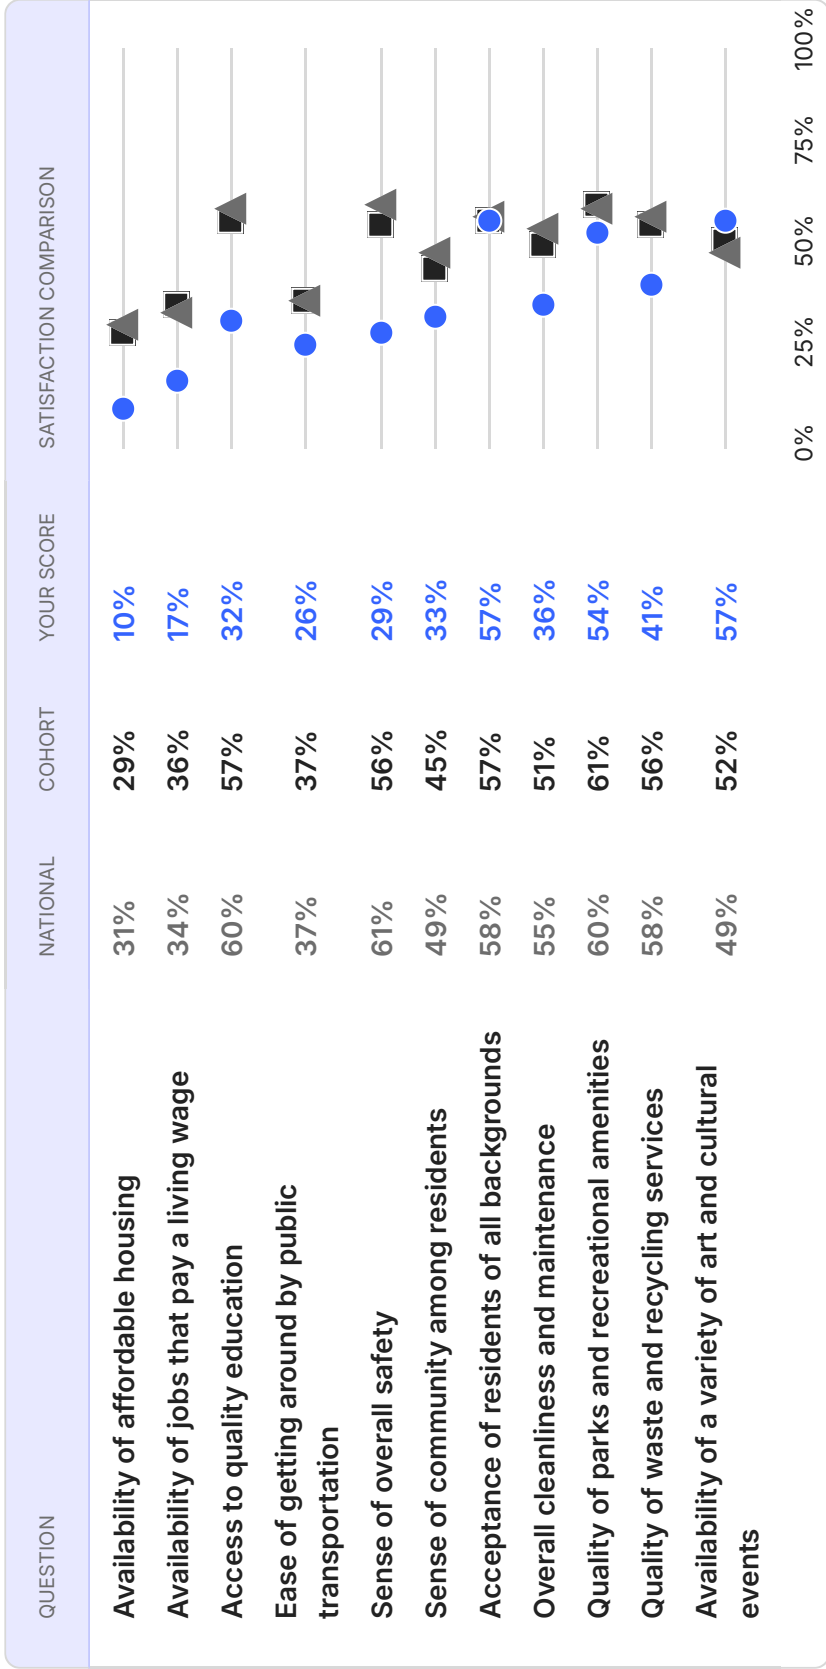 QUESTION NATIONAL COHORT YOUR SCORE SATISFACTION COMPARISON
Availability of affordable housing 31% 29% 10%
Availability of jobs that pay a living wage 34% 36% 17%
Access to quality education 60% 57% 32%
Ease of getting around by public 37% 37% 26%
transportation
Sense of overall safety 61% 56% 29%
Sense of community among residents 49% 45% 33%
Acceptance of residents of all backgrounds 58% 57% 57%
Overall cleanliness and maintenance 55% 51% 36%
Quality of parks and recreational amenities 60% 61% 54%
Quality of waste and recycling services 58% 56% 41%
Availability of a variety of art and cultural 49% 52% 57%
events
0% 25% 50% 75% 100%